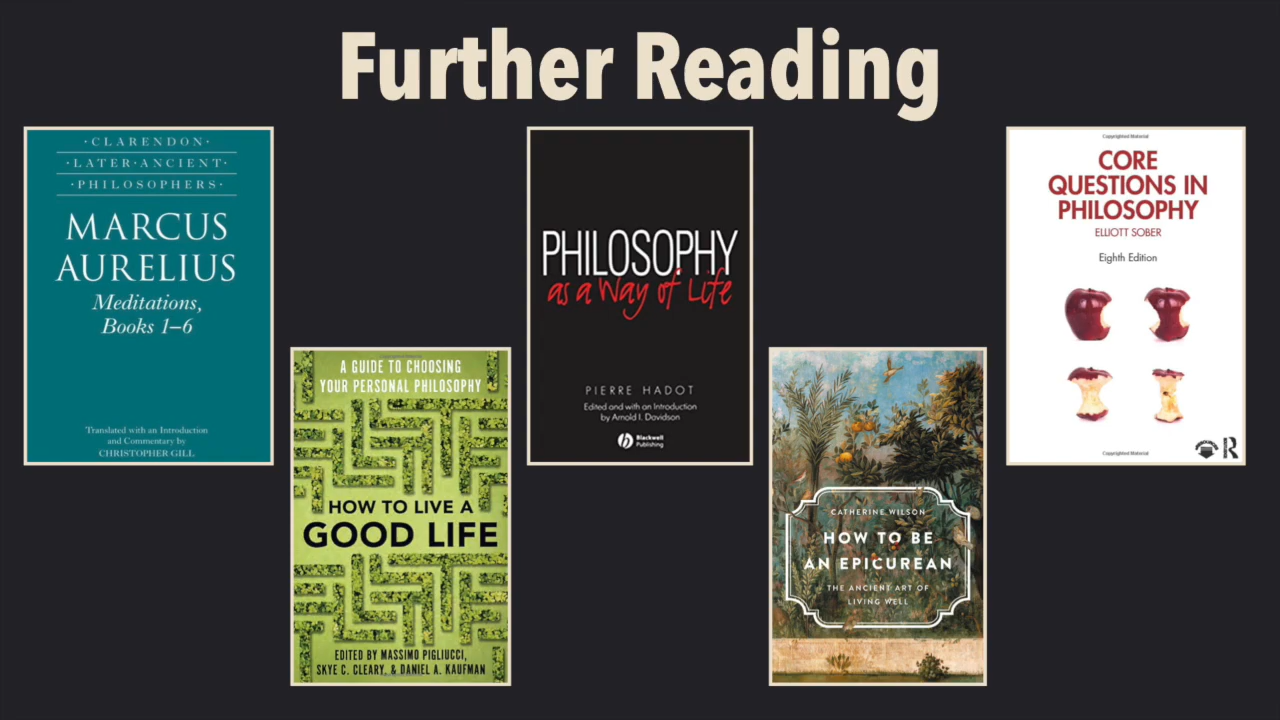 Further Reading
·CLARENDON·
·LATER·ANCIENT·
·PHILOSOPHERS·
MARCUS
AURELIUS
Meditations,
Books 1–6
Translated with an Introduction
and Commentary by
CHRISTOPHER GILL
A GUIDE TO CHOOSING
YOUR PERSONAL PHILOSOPHY
HOW TO LIVE A
GOOD LIFE
EDITED BY MASSIMO PIGLIUCCI,
SKYE C. CLEARY, & DANIEL A. KAUFMAN
PHILOSOPHY
as a Way of Life
PIERRE HADOT
Edited and with an Introduction
by Arnold I. Davidson
Blackwell
Publishing
CATHERINE WILSON
HOW TO BE
AN EPICUREAN
THE ANCIENT ART OF
LIVING WELL
Copyrighted Material
CORE
QUESTIONS IN
PHILOSOPHY
ELLIOTT SOBER
Eighth Edition
Copyrighted Material
R